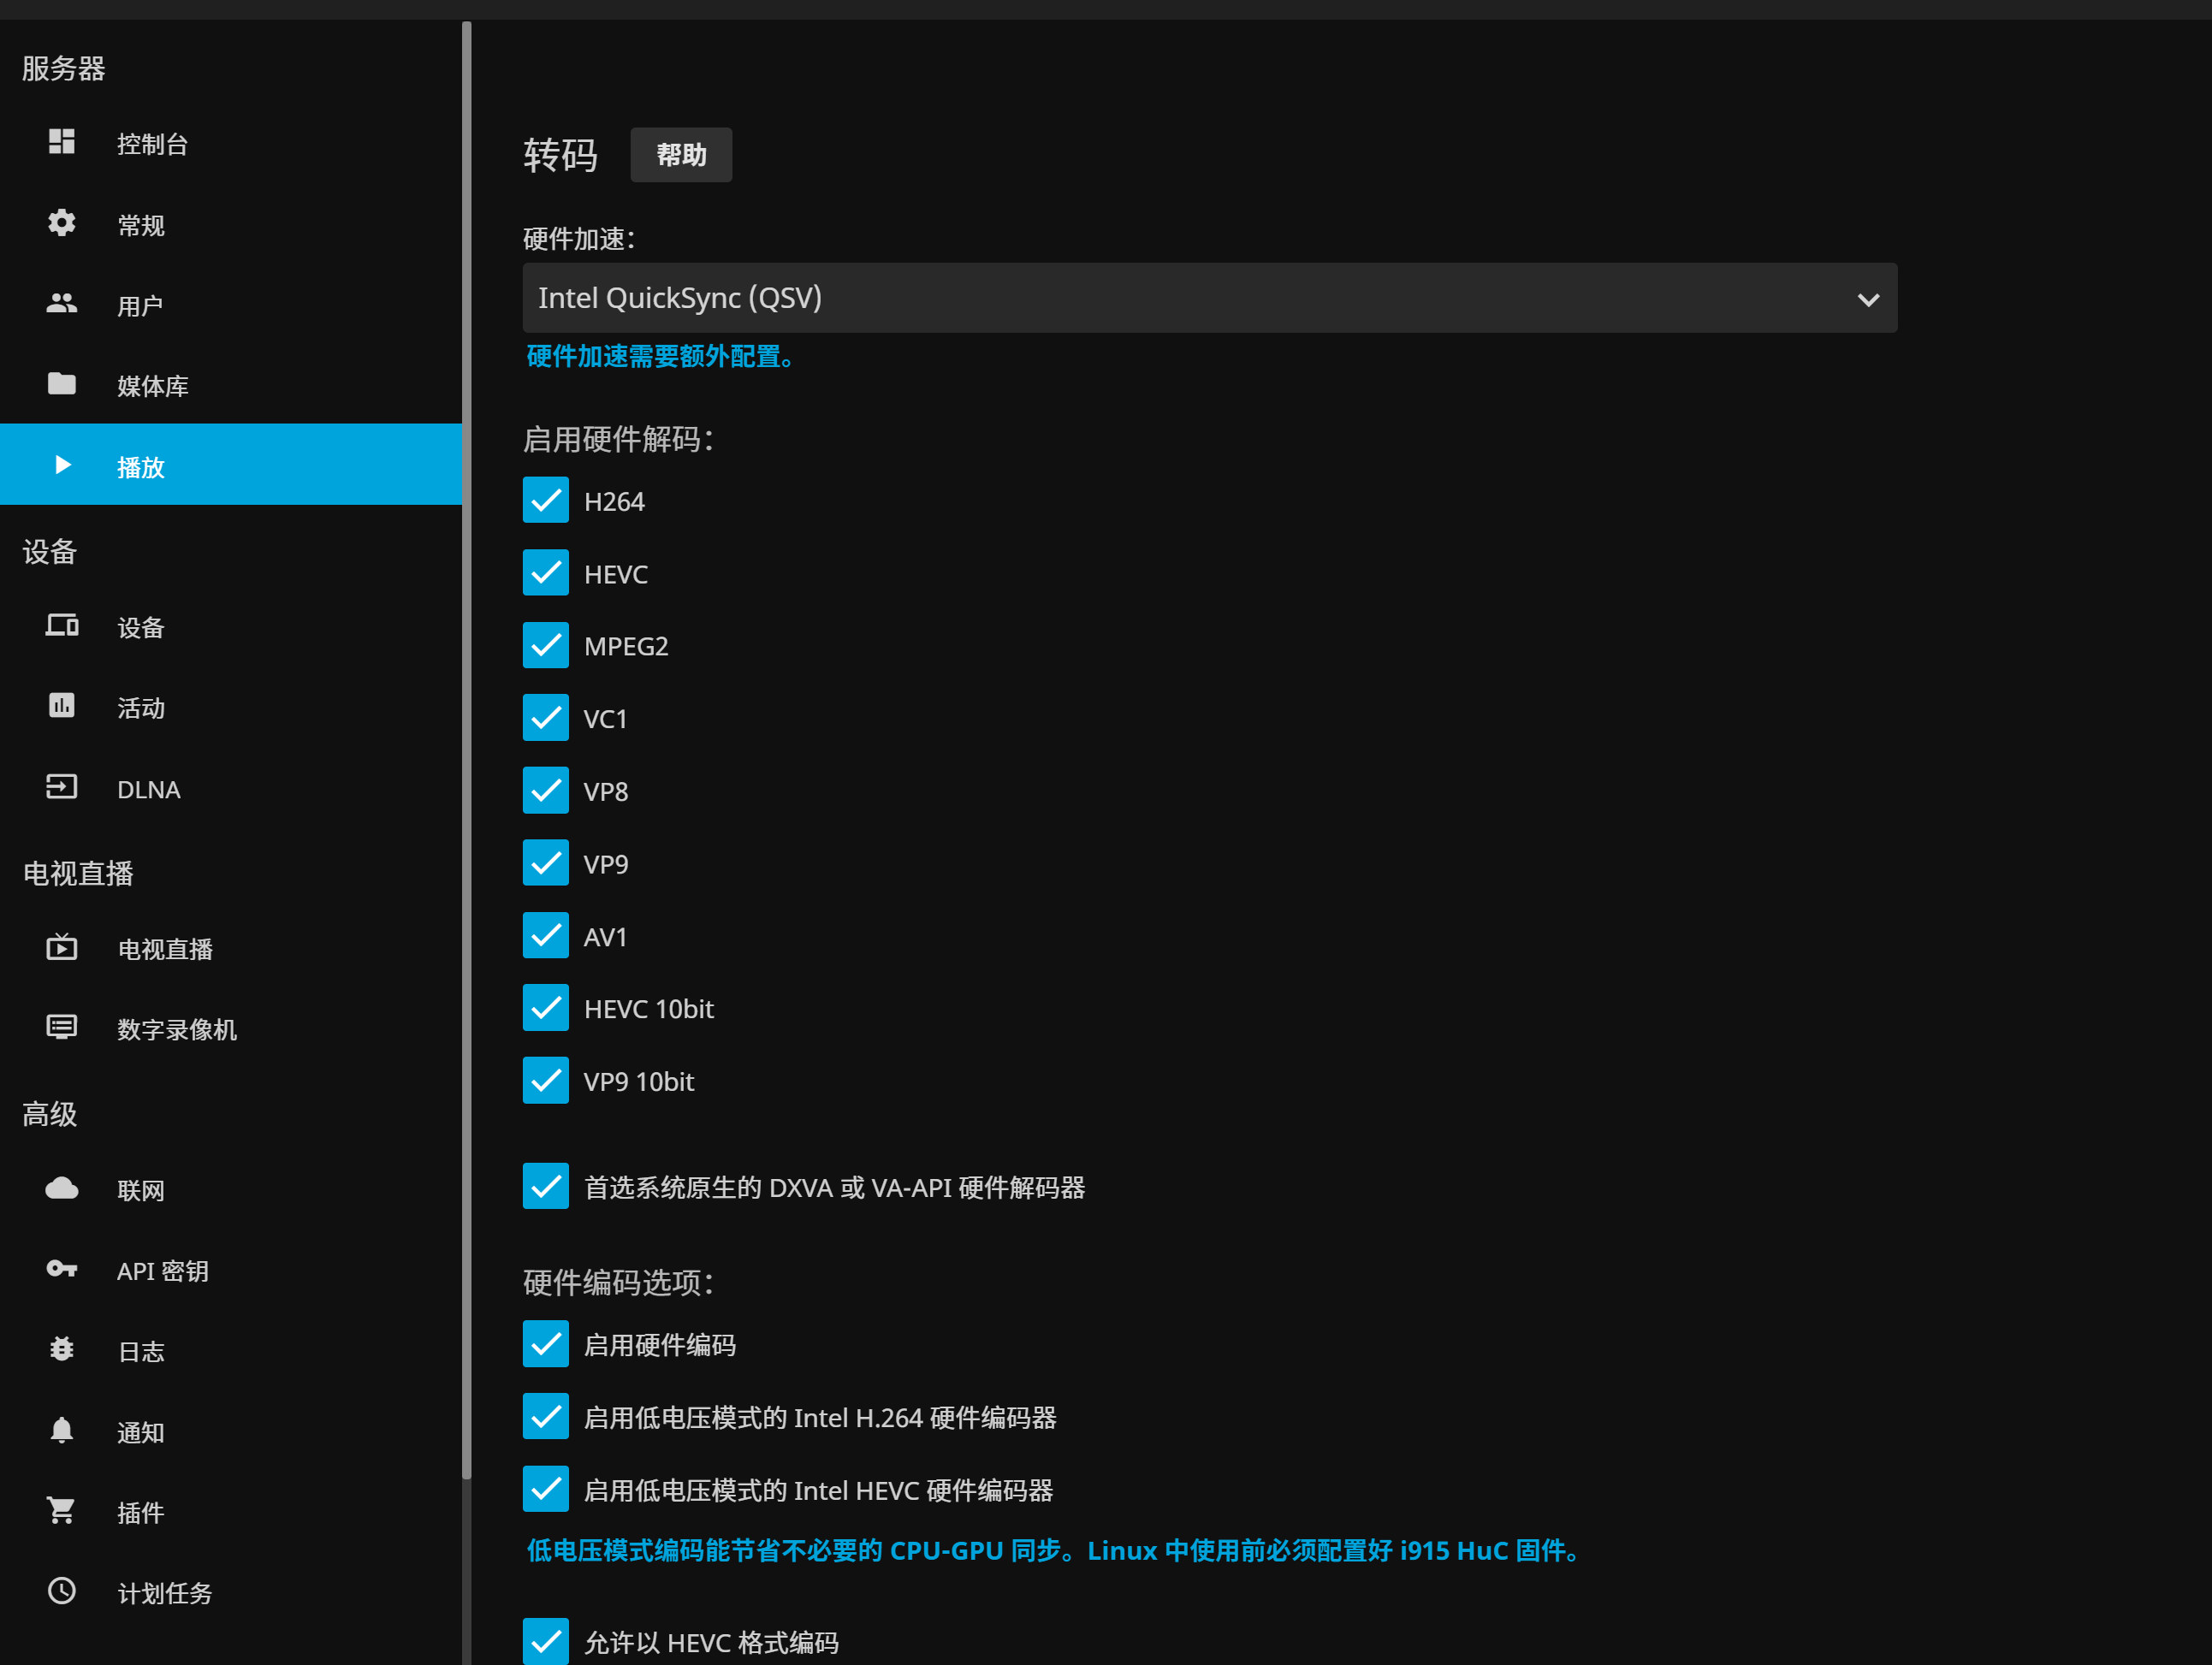 服务器
控制台
常规
用户
媒体库
播放
设备
设备
活动
DLNA
电视直播
电视直播
数字录像机
高级
联网
API 密钥
日志
通知
插件
计划任务
转码
帮助
硬件加速：
Intel QuickSync (QSV)
硬件加速需要额外配置。
启用硬件解码：
H264
HEVC
MPEG2
VC1
VP8
VP9
AV1
HEVC 10bit
VP9 10bit
首选系统原生的 DXVA 或 VA-API 硬件解码器
硬件编码选项：
启用硬件编码
启用低电压模式的 Intel H.264 硬件编码器
启用低电压模式的 Intel HEVC 硬件编码器
低电压模式编码能节省不必要的 CPU-GPU 同步。Linux 中使用前必须配置好 i915 HuC 固件。
允许以 HEVC 格式编码